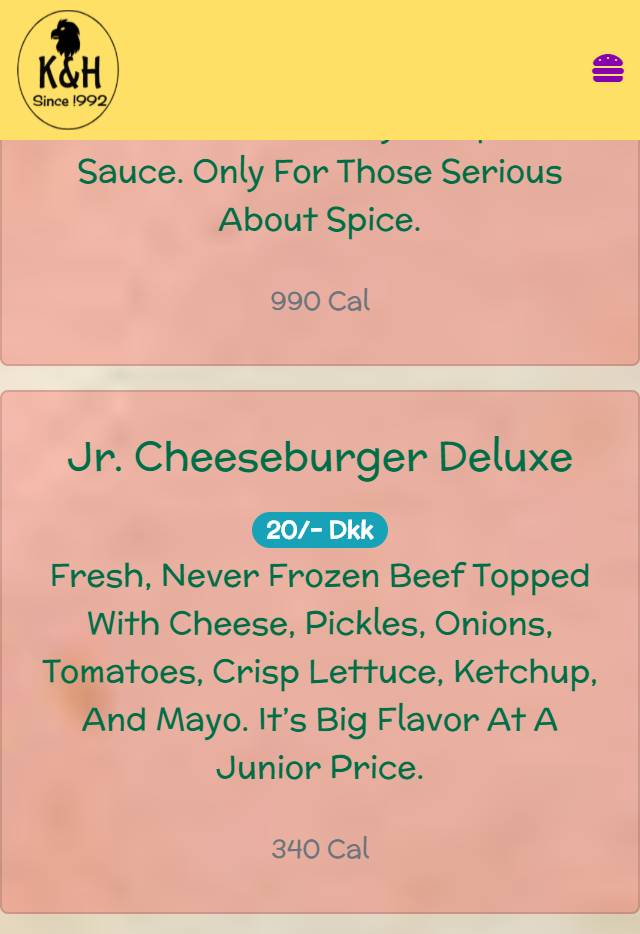 K&H
Since 1992
Sauce. Only For Those Serious
About Spice.
990 Cal
Jr. Cheeseburger Deluxe
20/- Dkk
Fresh, Never Frozen Beef Topped
With Cheese, Pickles, Onions,
Tomatoes, Crisp Lettuce, Ketchup,
And Mayo. It’s Big Flavor At A
Junior Price.
340 Cal